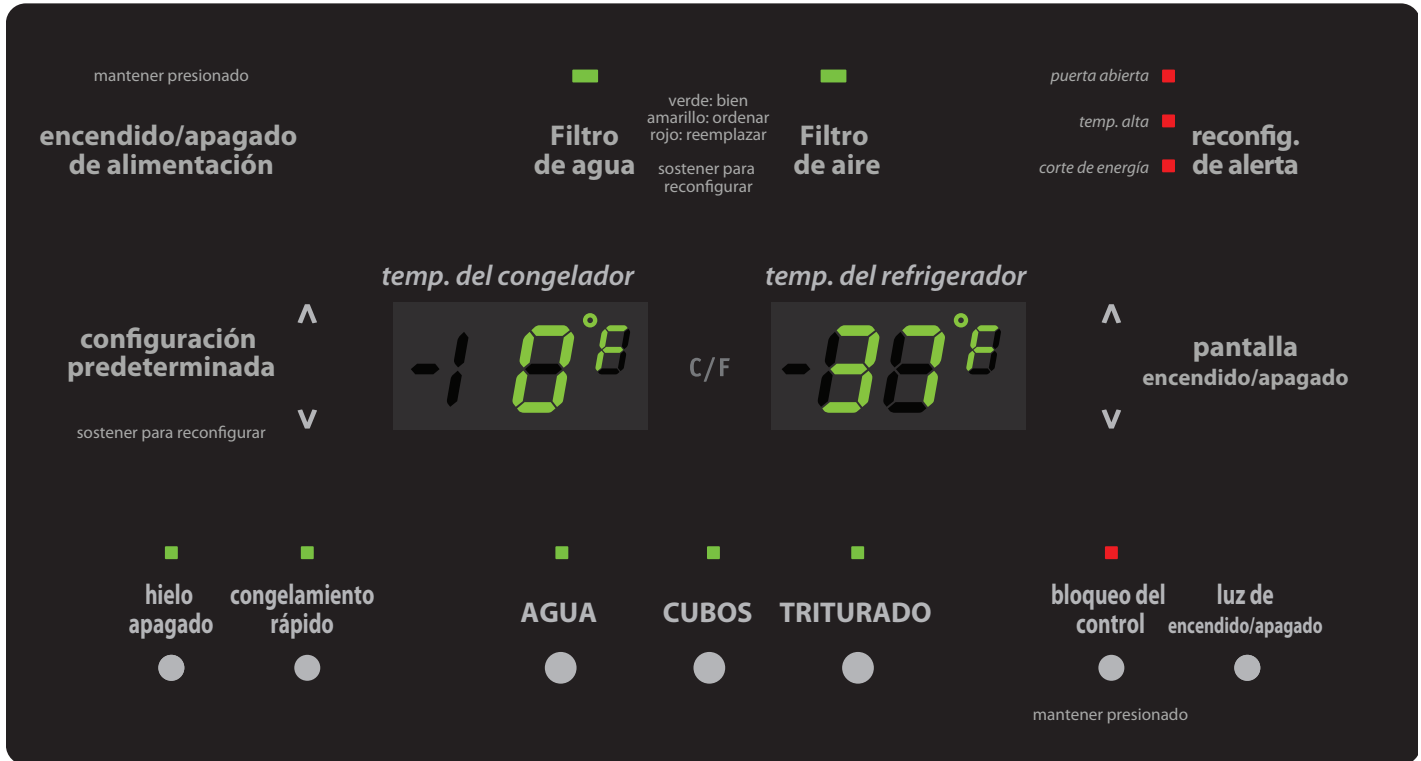 mantener presionado
encendido/apagado
de alimentación
Filtro
de agua
verde: bien
amarillo: ordenar
rojo: reemplazar
sostener para
reconfigurar
Filtro
de aire
puerta abierta
temp. alta
corte de energía
reconfig.
de alerta
configuración
predeterminada
sostener para reconfigurar
temp. del congelador
0°F
C/F
temp. del refrigerador
37°F
pantalla
encendido/apagado
hielo
apagado
congelamiento
rápido
AGUA
CUBOS
TRITURADO
bloqueo del
control
mantener presionado
luz de
encendido/apagado